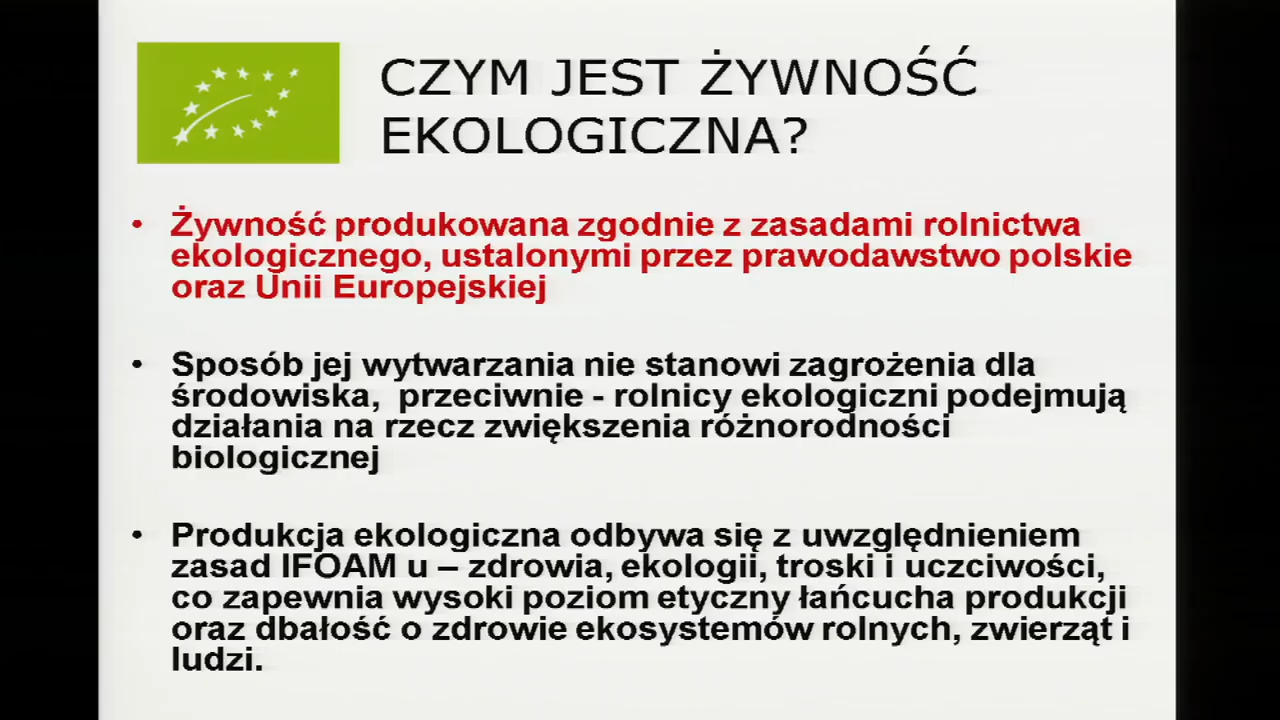 CZYM JEST ŻYWNOŚĆ
EKOLOGICZNA?
• Żywność produkowana zgodnie z zasadami rolnictwa
ekologicznego, ustalonymi przez prawodawstwo polskie
oraz Unii Europejskiej
• Sposób jej wytwarzania nie stanowi zagrożenia dla
środowiska, przeciwnie - rolnicy ekologiczni podejmują
działania na rzecz zwiększenia różnorodności
biologicznej
• Produkcja ekologiczna odbywa się z uwzględnieniem
zasad IFOAM u – zdrowia, ekologii, troski i uczciwości,
co zapewnia wysoki poziom etyczny łańcucha produkcji
oraz dbałość o zdrowie ekosystemów rolnych, zwierząt i
ludzi.